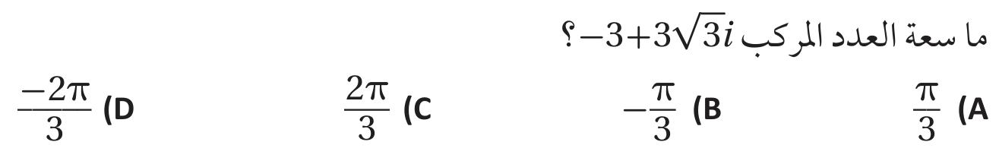 ما سعة العدد المركب −3+3√3i؟
A) π/3 B) −π/3 C) 2π/3 D) −2π/3